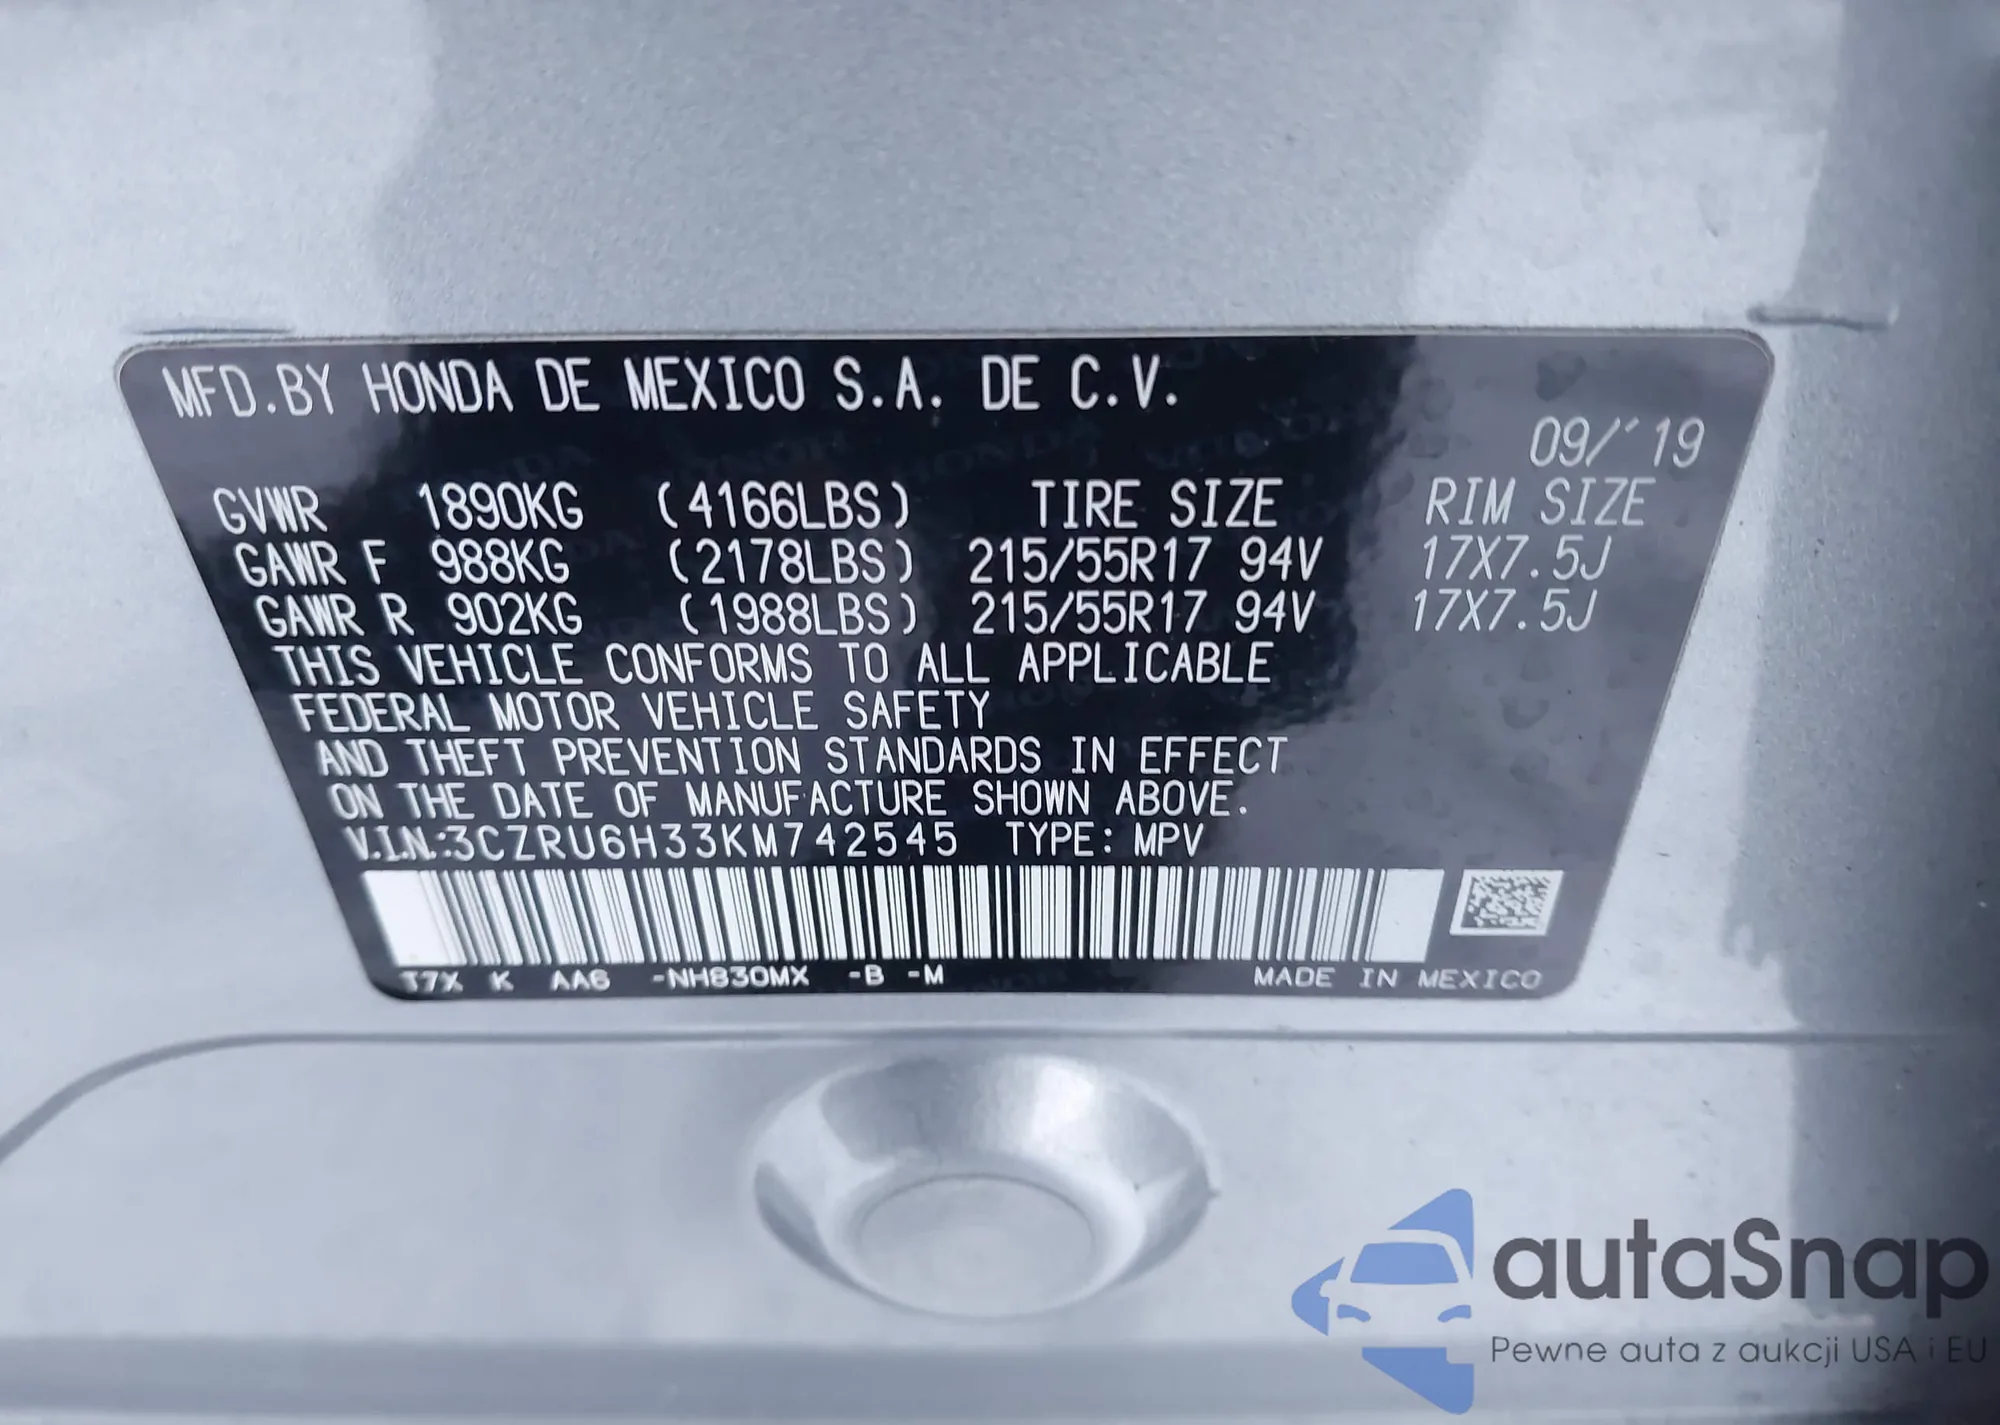 MFD.BY HONDA DE MEXICO S.A. DE C.V.
09/'19
GVWR 1890KG (4166LBS) TIRE SIZE RIM SIZE
GAWR F 988KG (2178LBS) 215/55R17 94V 17X7.5J
GAWR R 902KG (1988LBS) 215/55R17 94V 17X7.5J
THIS VEHICLE CONFORMS TO ALL APPLICABLE
FEDERAL MOTOR VEHICLE SAFETY
AND THEFT PREVENTION STANDARDS IN EFFECT
ON THE DATE OF MANUFACTURE SHOWN ABOVE.
V.I.N.:3CZRU6H33KM742545 TYPE: MPV
T7X K AA6 -NH830MX -B -M MADE IN MEXICO
autaSnap
Pewne auta z aukcji USA i EU